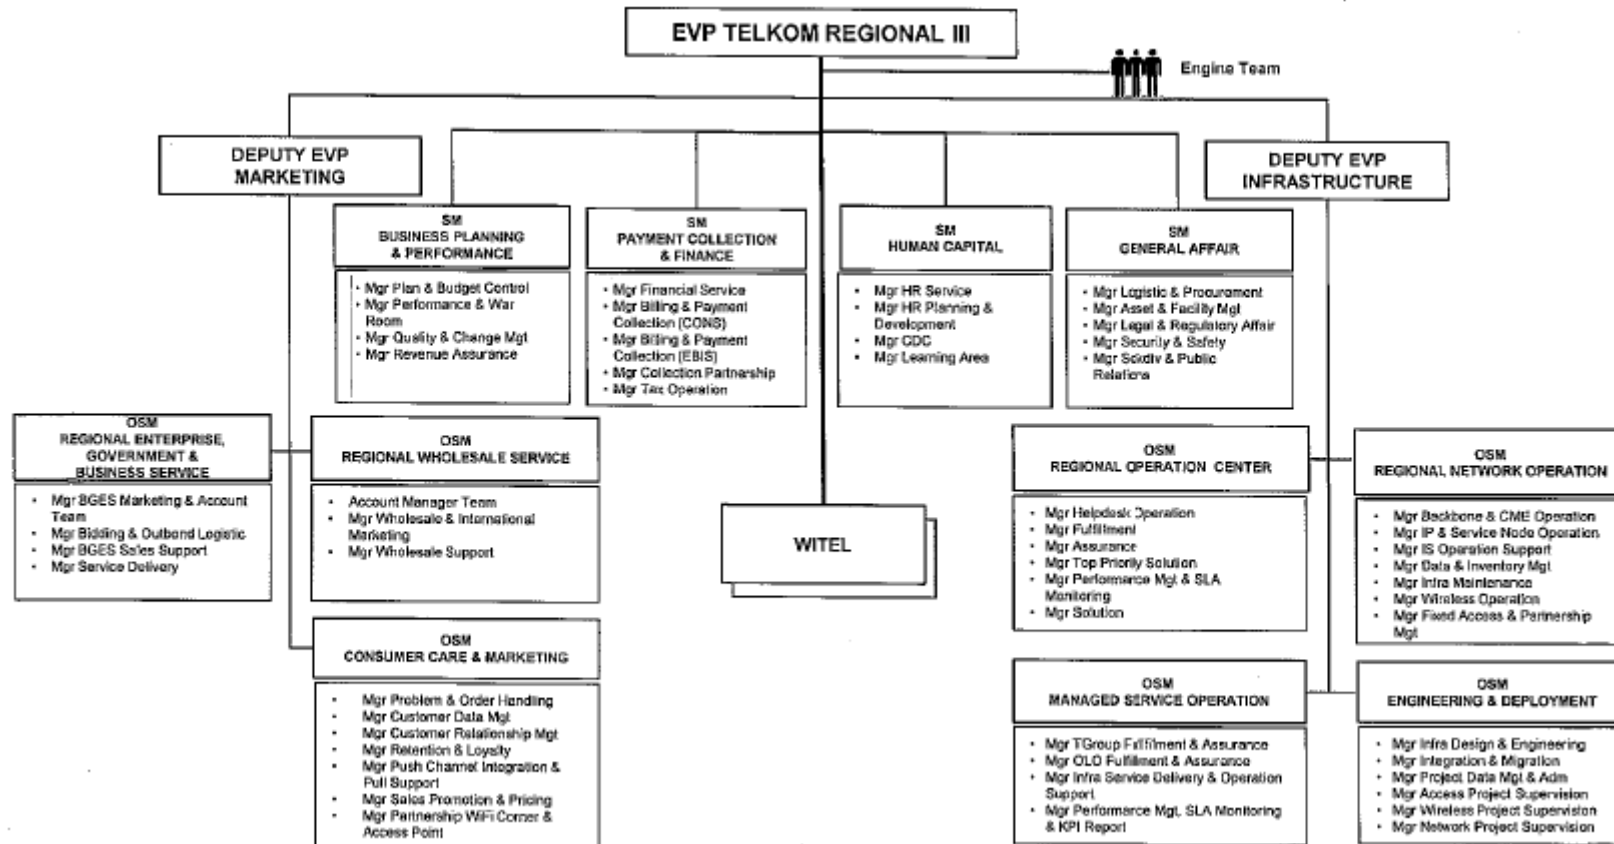 EVP TELKOM REGIONAL III
Engine Team
DEPUTY EVP
MARKETING
DEPUTY EVP
INFRASTRUCTURE
SM
BUSINESS PLANNING
& PERFORMANCE
• Mgr Plan & Budget Control
• Mgr Performance & War
Room
• Mgr Quality & Change Mgt
• Mgr Revenue Assurance
SM
PAYMENT COLLECTION
& FINANCE
• Mgr Financial Service
• Mgr Billing & Payment
Collection (CONS)
• Mgr Billing & Payment
Collection (EBIS)
• Mgr Collection Partnership
• Mgr Tax Operation
SM
HUMAN CAPITAL
• Mgr HR Service
• Mgr HR Planning &
Development
• Mgr CDC
• Mgr Learning Area
SM
GENERAL AFFAIR
• Mgr Logistic & Procurement
• Mgr Asset & Facility Mgt
• Mgr Legal & Regulatory Affair
• Mgr Security & Safety
• Mgr Sekdiv & Public
Relations
OSM
REGIONAL ENTERPRISE,
GOVERNMENT &
BUSINESS SERVICE
• Mgr BGES Marketing & Account
Team
• Mgr Bidding & Outbond Logistic
• Mgr BGES Sales Support
• Mgr Service Delivery
OSM
REGIONAL WHOLESALE SERVICE
• Account Manager Team
• Mgr Wholesale & International
Marketing
• Mgr Wholesale Support
OSM
CONSUMER CARE & MARKETING
• Mgr Problem & Order Handling
• Mgr Customer Data Mgt
• Mgr Customer Relationship Mgt
• Mgr Retention & Loyalty
• Mgr Push Channel Integration &
Pull Support
• Mgr Sales Promotion & Pricing
• Mgr Partnership WiFi Corner &
Access Point
WITEL
OSM
REGIONAL OPERATION CENTER
• Mgr Helpdesk Operation
• Mgr Fulfillment
• Mgr Assurance
• Mgr Top Priority Solution
• Mgr Performance Mgt & SLA
Monitoring
• Mgr Solution
OSM
REGIONAL NETWORK OPERATION
• Mgr Backbone & CME Operation
• Mgr IP & Service Node Operation
• Mgr IS Operation Support
• Mgr Data & Inventory Mgt
• Mgr Infra Maintenance
• Mgr Wireless Operation
• Mgr Fixed Access & Partnership
Mgt
OSM
MANAGED SERVICE OPERATION
• Mgr TGroup Fulfilment & Assurance
• Mgr OLO Fulfillment & Assurance
• Mgr Infra Service Delivery & Operation
Support
• Mgr Performance Mgt, SLA Monitoring
& KPI Report
OSM
ENGINEERING & DEPLOYMENT
• Mgr Infra Design & Engineering
• Mgr Integration & Migration
• Mgr Project Data Mgt & Adm
• Mgr Access Project Supervision
• Mgr Wireless Project Supervision
• Mgr Network Project Supervision